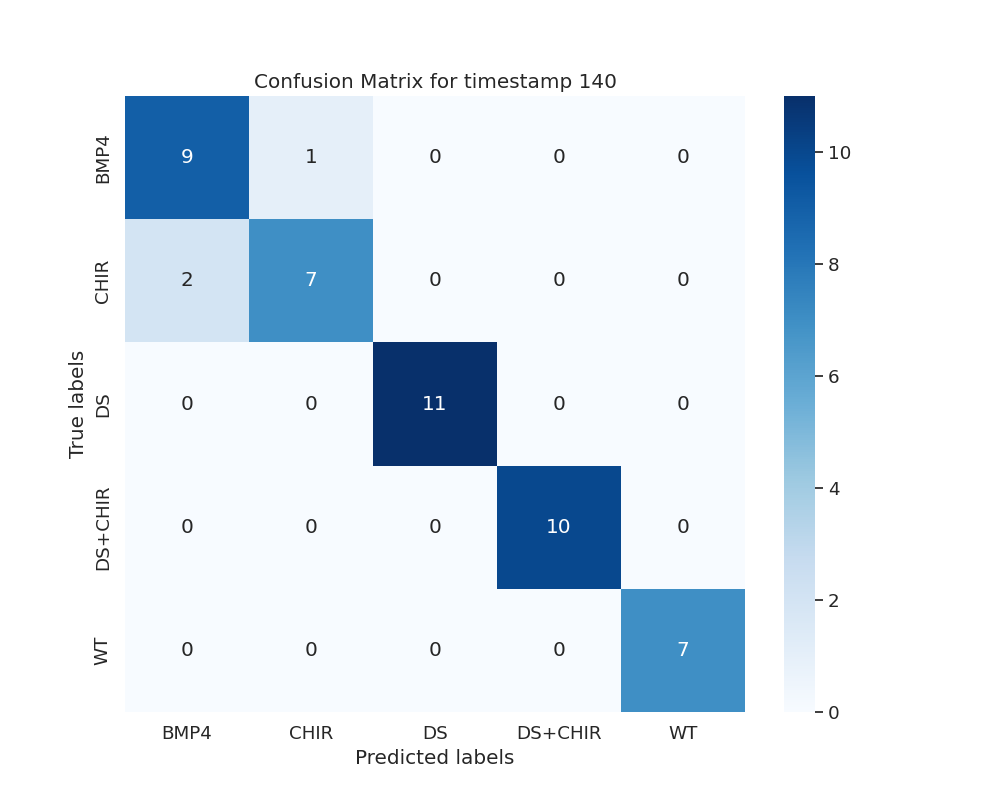 Confusion Matrix for timestamp 140
BMP4 9 1 0 0 0
CHIR 2 7 0 0 0
DS 0 0 11 0 0
DS+CHIR 0 0 0 10 0
WT 0 0 0 0 7
BMP4 CHIR DS DS+CHIR WT
Predicted labels
True labels
10
8
6
4
2
0